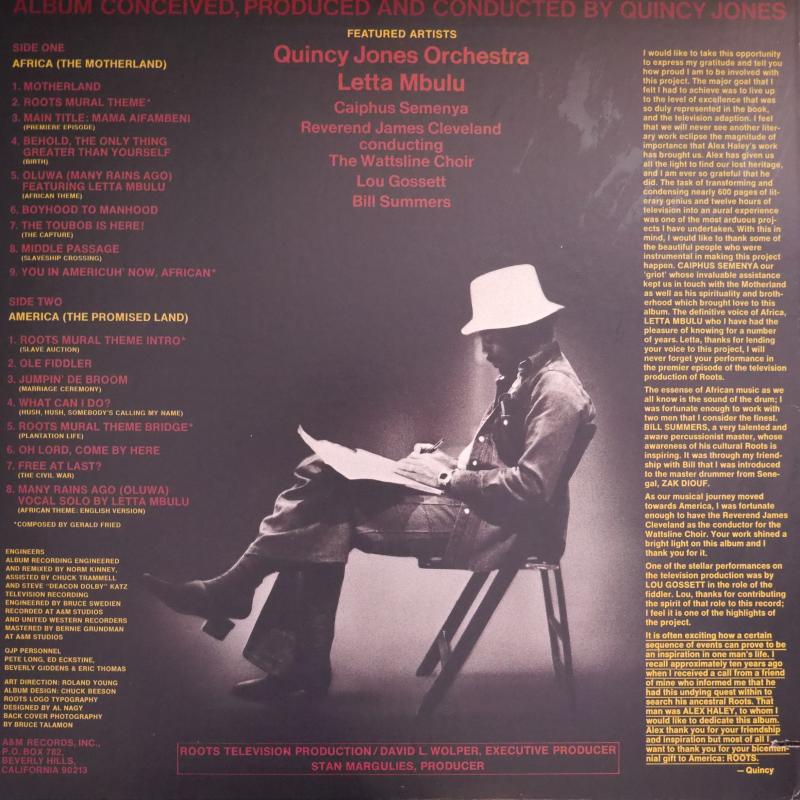 ALBUM CONCEIVED, PRODUCED AND CONDUCTED BY QUINCY JONES
SIDE ONE
AFRICA (THE MOTHERLAND)
1. MOTHERLAND
2. ROOTS MURAL THEME*
3. MAIN TITLE: MAMA AIFAMBENI
(PREMIERE EPISODE)
4. BEHOLD, THE ONLY THING
GREATER THAN YOURSELF
(BIRTH)
5. OLUWA (MANY RAINS AGO)
FEATURING LETTA MBULU
(AFRICAN THEME)
6. BOYHOOD TO MANHOOD
7. THE TOUBOB IS HERE!
(THE CAPTURE)
8. MIDDLE PASSAGE
(SLAVESHIP CROSSING)
9. YOU IN AMERICUH' NOW, AFRICAN*
SIDE TWO
AMERICA (THE PROMISED LAND)
1. ROOTS MURAL THEME INTRO*
(SLAVE AUCTION)
2. OLE FIDDLER
3. JUMPIN' DE BROOM
(MARRIAGE CEREMONY)
4. WHAT CAN I DO?
(HUSH, HUSH, SOMEBODY'S CALLING MY NAME)
5. ROOTS MURAL THEME BRIDGE*
(PLANTATION LIFE)
6. OH LORD, COME BY HERE
7. FREE AT LAST?
(THE CIVIL WAR)
8. MANY RAINS AGO (OLUWA)
VOCAL SOLO BY LETTA MBULU
(AFRICAN THEME: ENGLISH VERSION)
*COMPOSED BY GERALD FRIED
ENGINEERS
ALBUM RECORDING ENGINEERED
AND REMIXED BY NORM KINNEY,
ASSISTED BY CHUCK TRAMMELL
AND STEVE "DEACON DOLBY" KATZ
TELEVISION RECORDING
ENGINEERED BY BRUCE SWEDIEN
RECORDED AT A&M STUDIOS
AND UNITED WESTERN RECORDERS
MASTERED BY BERNIE GRUNDMAN
AT A&M STUDIOS
QJP PERSONNEL
PETE LONG, ED ECKSTINE,
BEVERLY GIDDENS & ERIC THOMAS
ART DIRECTION: ROLAND YOUNG
ALBUM DESIGN: CHUCK BEESON
ROOTS LOGO TYPOGRAPHY
DESIGNED BY AL NAGY
BACK COVER PHOTOGRAPHY
BY BRUCE TALAMON
A&M RECORDS, INC.,
P.O. BOX 782,
BEVERLY HILLS,
CALIFORNIA 90213
FEATURED ARTISTS
Quincy Jones Orchestra
Letta Mbulu
Caiphus Semenya
Reverend James Cleveland
conducting
The Wattsline Choir
Lou Gossett
Bill Summers
ROOTS TELEVISION PRODUCTION / DAVID L. WOLPER, EXECUTIVE PRODUCER
STAN MARGULIES, PRODUCER
I would like to take this opportunity
to express my gratitude and tell you
how proud I am to be involved with
this project. The major goal that I
felt I had to achieve was to live up
to the level of excellence that was
so duly represented in the book,
and the television adaption. I feel
that we will never see another liter-
ary work eclipse the magnitude of
importance that Alex Haley's book
has brought us. Alex has given us
all the light to find our lost heritage,
and I am ever so grateful that he
did. The task of transforming and
condensing nearly 600 pages of lit-
erary genius and twelve hours of
television into an aural experience
was one of the most arduous proj-
ects I have undertaken. With this in
mind, I would like to thank some of
the beautiful people who were
instrumental in making this project
happen. CAIPHUS SEMENYA our
'griot' whose invaluable assistance
kept us in touch with the Motherland
as well as his spirituality and broth-
erhood which brought love to this
album. The definitive voice of Africa,
LETTA MBULU who I have had the
pleasure of knowing for a number
of years. Letta, thanks for lending
your voice to this project, I will
never forget your performance in
the premier episode of the television
production of Roots.
The essense of African music as we
all know is the sound of the drum; I
was fortunate enough to work with
two men that I consider the finest.
BILL SUMMERS, a very talented and
aware percussionist master, whose
awareness of his cultural Roots is
inspiring. It was through my friend-
ship with Bill that I was introduced
to the master drummer from Sene-
gal, ZAK DIOUF.
As our musical journey moved
towards America, I was fortunate
enough to have the Reverend James
Cleveland as the conductor for the
Wattsline Choir. Your work shined a
bright light on this album and I
thank you for it.
One of the stellar performances on
the television production was by
LOU GOSSETT in the role of the
fiddler. Lou, thanks for contributing
the spirit of that role to this record;
I feel it is one of the highlights of
the project.
It is often exciting how a certain
sequence of events can prove to be
an inspiration in one man's life. I
recall approximately ten years ago
when I received a call from a friend
of mine who informed me that he
had this undying quest within to
search his ancestral Roots. That
man was ALEX HALEY, to whom I
would like to dedicate this album.
Alex thank you for your friendship
and inspiration but most of all I
want to thank you for your bicenten-
nial gift to America: ROOTS.
— Quincy